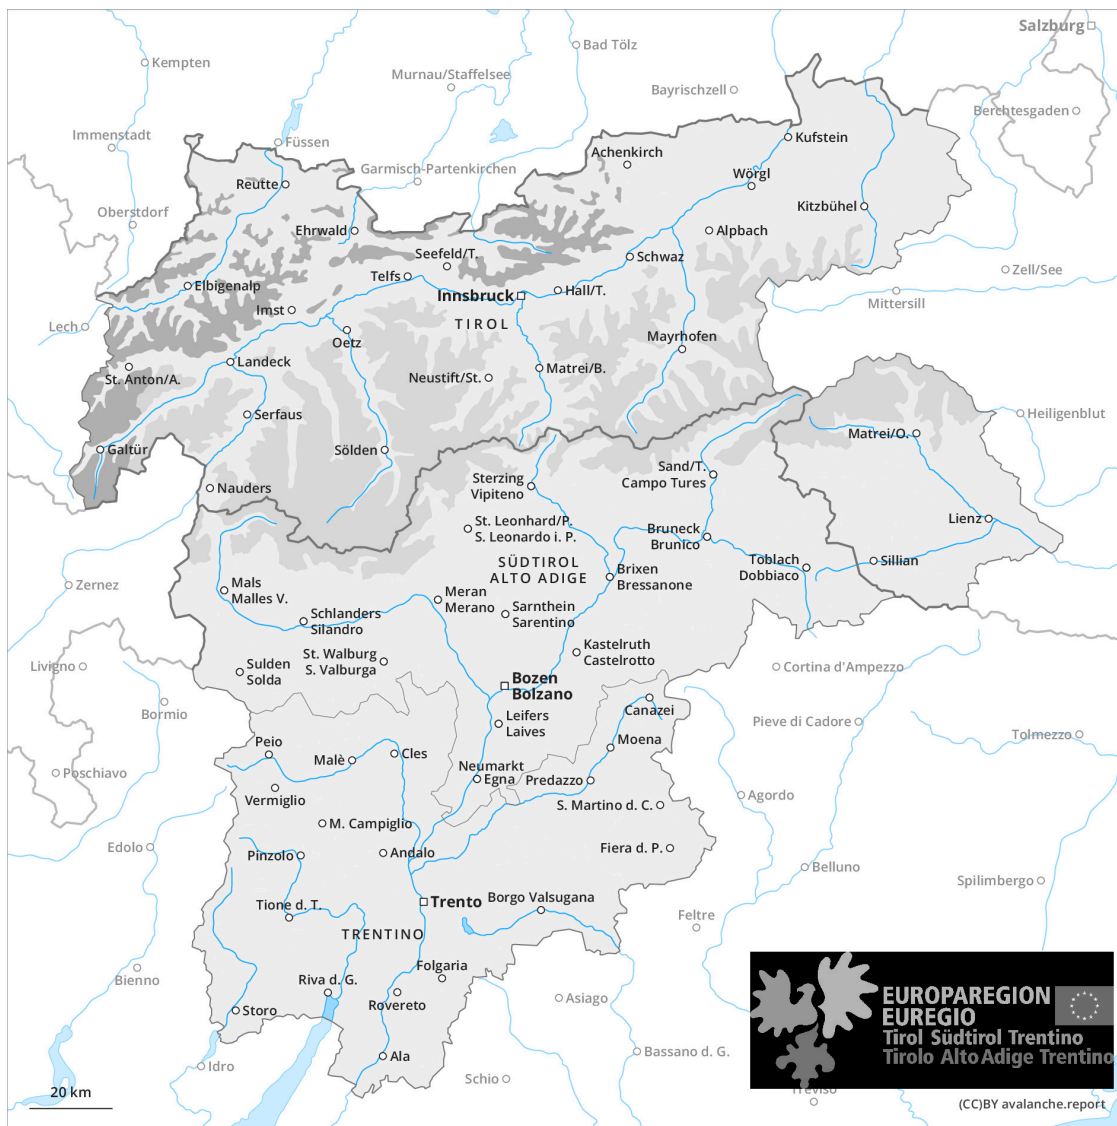 Salzburg
Bad Tölz
Kempten
Murnau/Staffelsee
Bayrischzell
Berchtesgaden
Immenstadt
Füssen
Kufstein
Achenkirch
Garmisch-Partenkirchen
Wörgl
Reutte
Kitzbühel
Oberstdorf
Ehrwald
Alpbach
Seefeld/T.
Schwaz
Zell/See
Telfs
Elbigenalp
Innsbruck
Hall/T.
Mittersill
Imst
Lech
TIROL
Oetz
Mayrhofen
Landeck
Matrei/B.
St. Anton/A.
Neustift/St.
Serfaus
Heiligenblut
Matrei/O.
Galtür
Sölden
Sand/T.
Campo Tures
Sterzing
Vipiteno
Nauders
Lienz
St. Leonhard/P.
S. Leonardo i. P.
Bruneck
Brunico
SÜDTIROL
ALTO ADIGE
Toblach
Dobbiaco
Sillian
Brixen
Bressanone
Zernez
Mals
Malles V.
Meran
Merano
Schlanders
Silandro
Sarnthein
Sarentino
St. Walburg
S. Valburga
Kastelruth
Castelrotto
Livigno
Sulden
Solda
Cortina d'Ampezzo
Bozen
Bolzano
Canazei
Bormio
Leifers
Laives
Pieve di Cadore
Tolmezzo
Peio
Moena
Cles
Malè
Poschiavo
Neumarkt
Egna
Predazzo
Vermiglio
S. Martino d. C.
Agordo
M. Campiglio
Edolo
Pinzolo
Andalo
Fiera d. P.
Belluno
Spilimbergo
Trento
Borgo Valsugana
Tione d. T.
Feltre
TRENTINO
Bienno
Folgaria
Riva d. G.
Rovereto
Asiago
Storo
EUROPAREGION
EUREGIO
Tirol Südtirol Trentino
Tirolo Alto Adige Trentino
Ala
Bassano d. G.
Idro
Schio
Treviso
20 km
(CC)BY avalanche.report